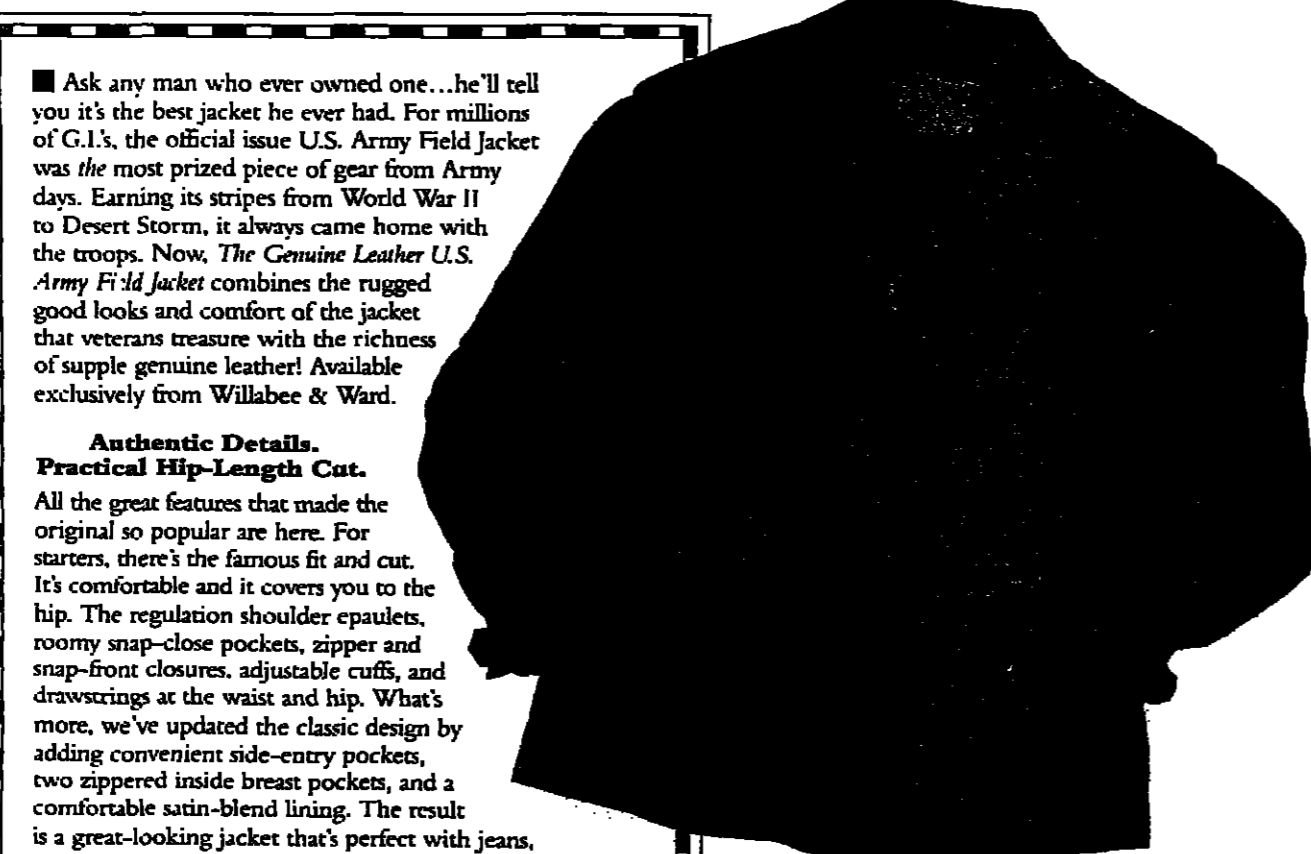 ■ Ask any man who ever owned one...he'll tell
you it's the best jacket he ever had. For millions
of G.I.'s, the official issue U.S. Army Field Jacket
was the most prized piece of gear from Army
days. Earning its stripes from World War II
to Desert Storm, it always came home with
the troops. Now, The Genuine Leather U.S.
Army Field Jacket combines the rugged
good looks and comfort of the jacket
that veterans treasure with the richness
of supple genuine leather! Available
exclusively from Willabee & Ward.
Authentic Details.
Practical Hip-Length Cut.
All the great features that made the
original so popular are here. For
starters, there's the famous fit and cut.
It's comfortable and it covers you to the
hip. The regulation shoulder epaulets,
roomy snap-close pockets, zipper and
snap-front closures, adjustable cuffs, and
drawstrings at the waist and hip. What's
more, we've updated the classic design by
adding convenient side-entry pockets,
two zippered inside breast pockets, and a
comfortable satin-blend lining. The result
is a great-looking jacket that's perfect with jeans,